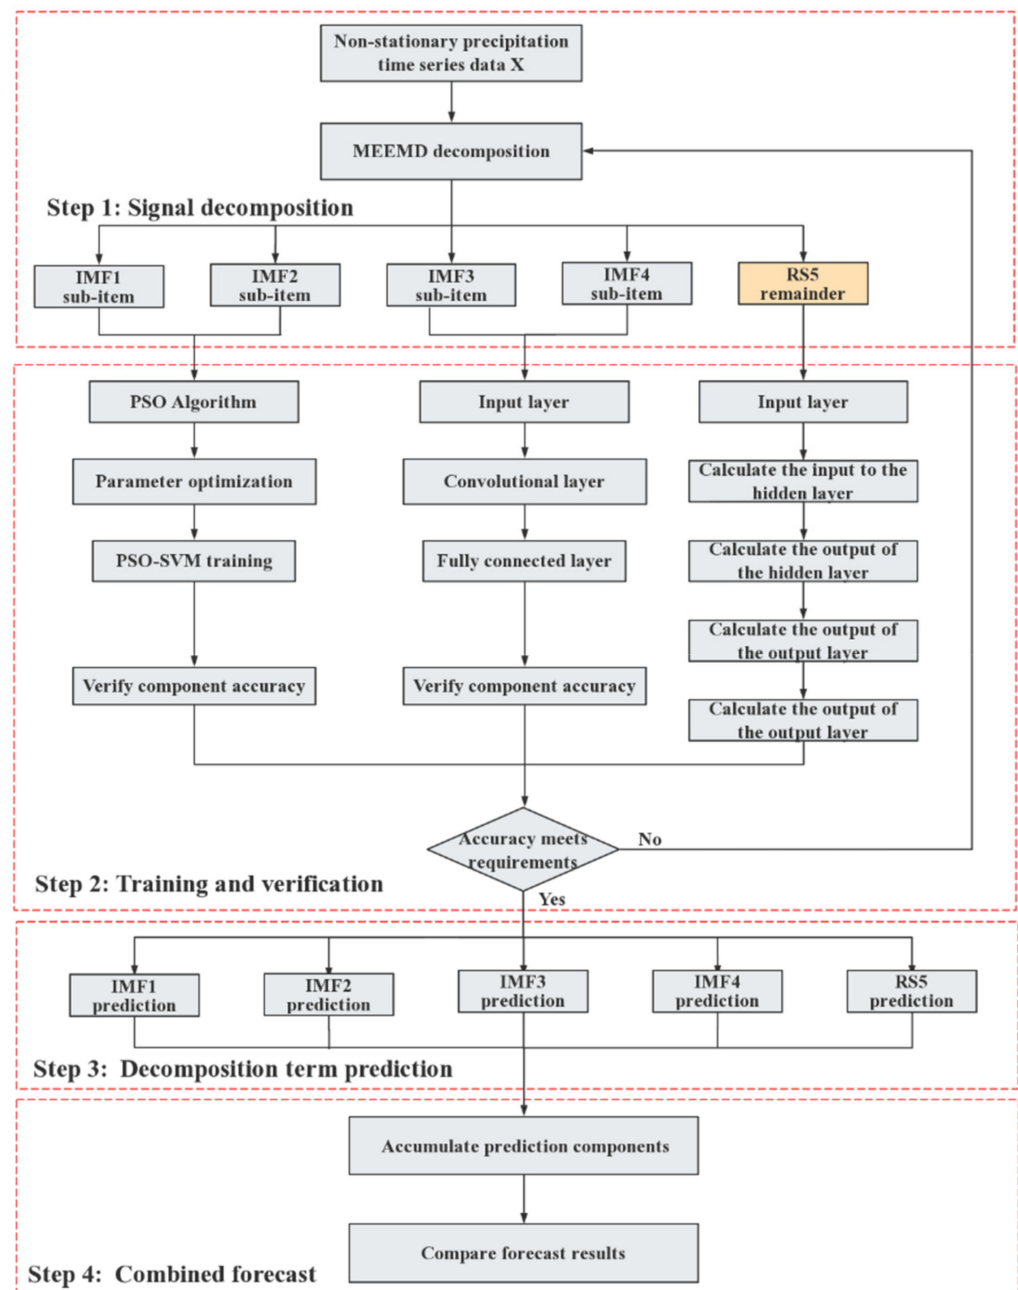 Non-stationary precipitation
time series data X
MEEMD decomposition
Step 1: Signal decomposition
IMF1
sub-item
IMF2
sub-item
IMF3
sub-item
IMF4
sub-item
RS5
remainder
PSO Algorithm
Input layer
Input layer
Parameter optimization
Convolutional layer
Calculate the input to the
hidden layer
PSO-SVM training
Fully connected layer
Calculate the output of
the hidden layer
Calculate the output of
the output layer
Verify component accuracy
Verify component accuracy
Calculate the output of
the output layer
Accuracy meets
requirements
No
Step 2: Training and verification
Yes
IMF1
prediction
IMF2
prediction
IMF3
prediction
IMF4
prediction
RS5
prediction
Step 3: Decomposition term prediction
Accumulate prediction components
Compare forecast results
Step 4: Combined forecast